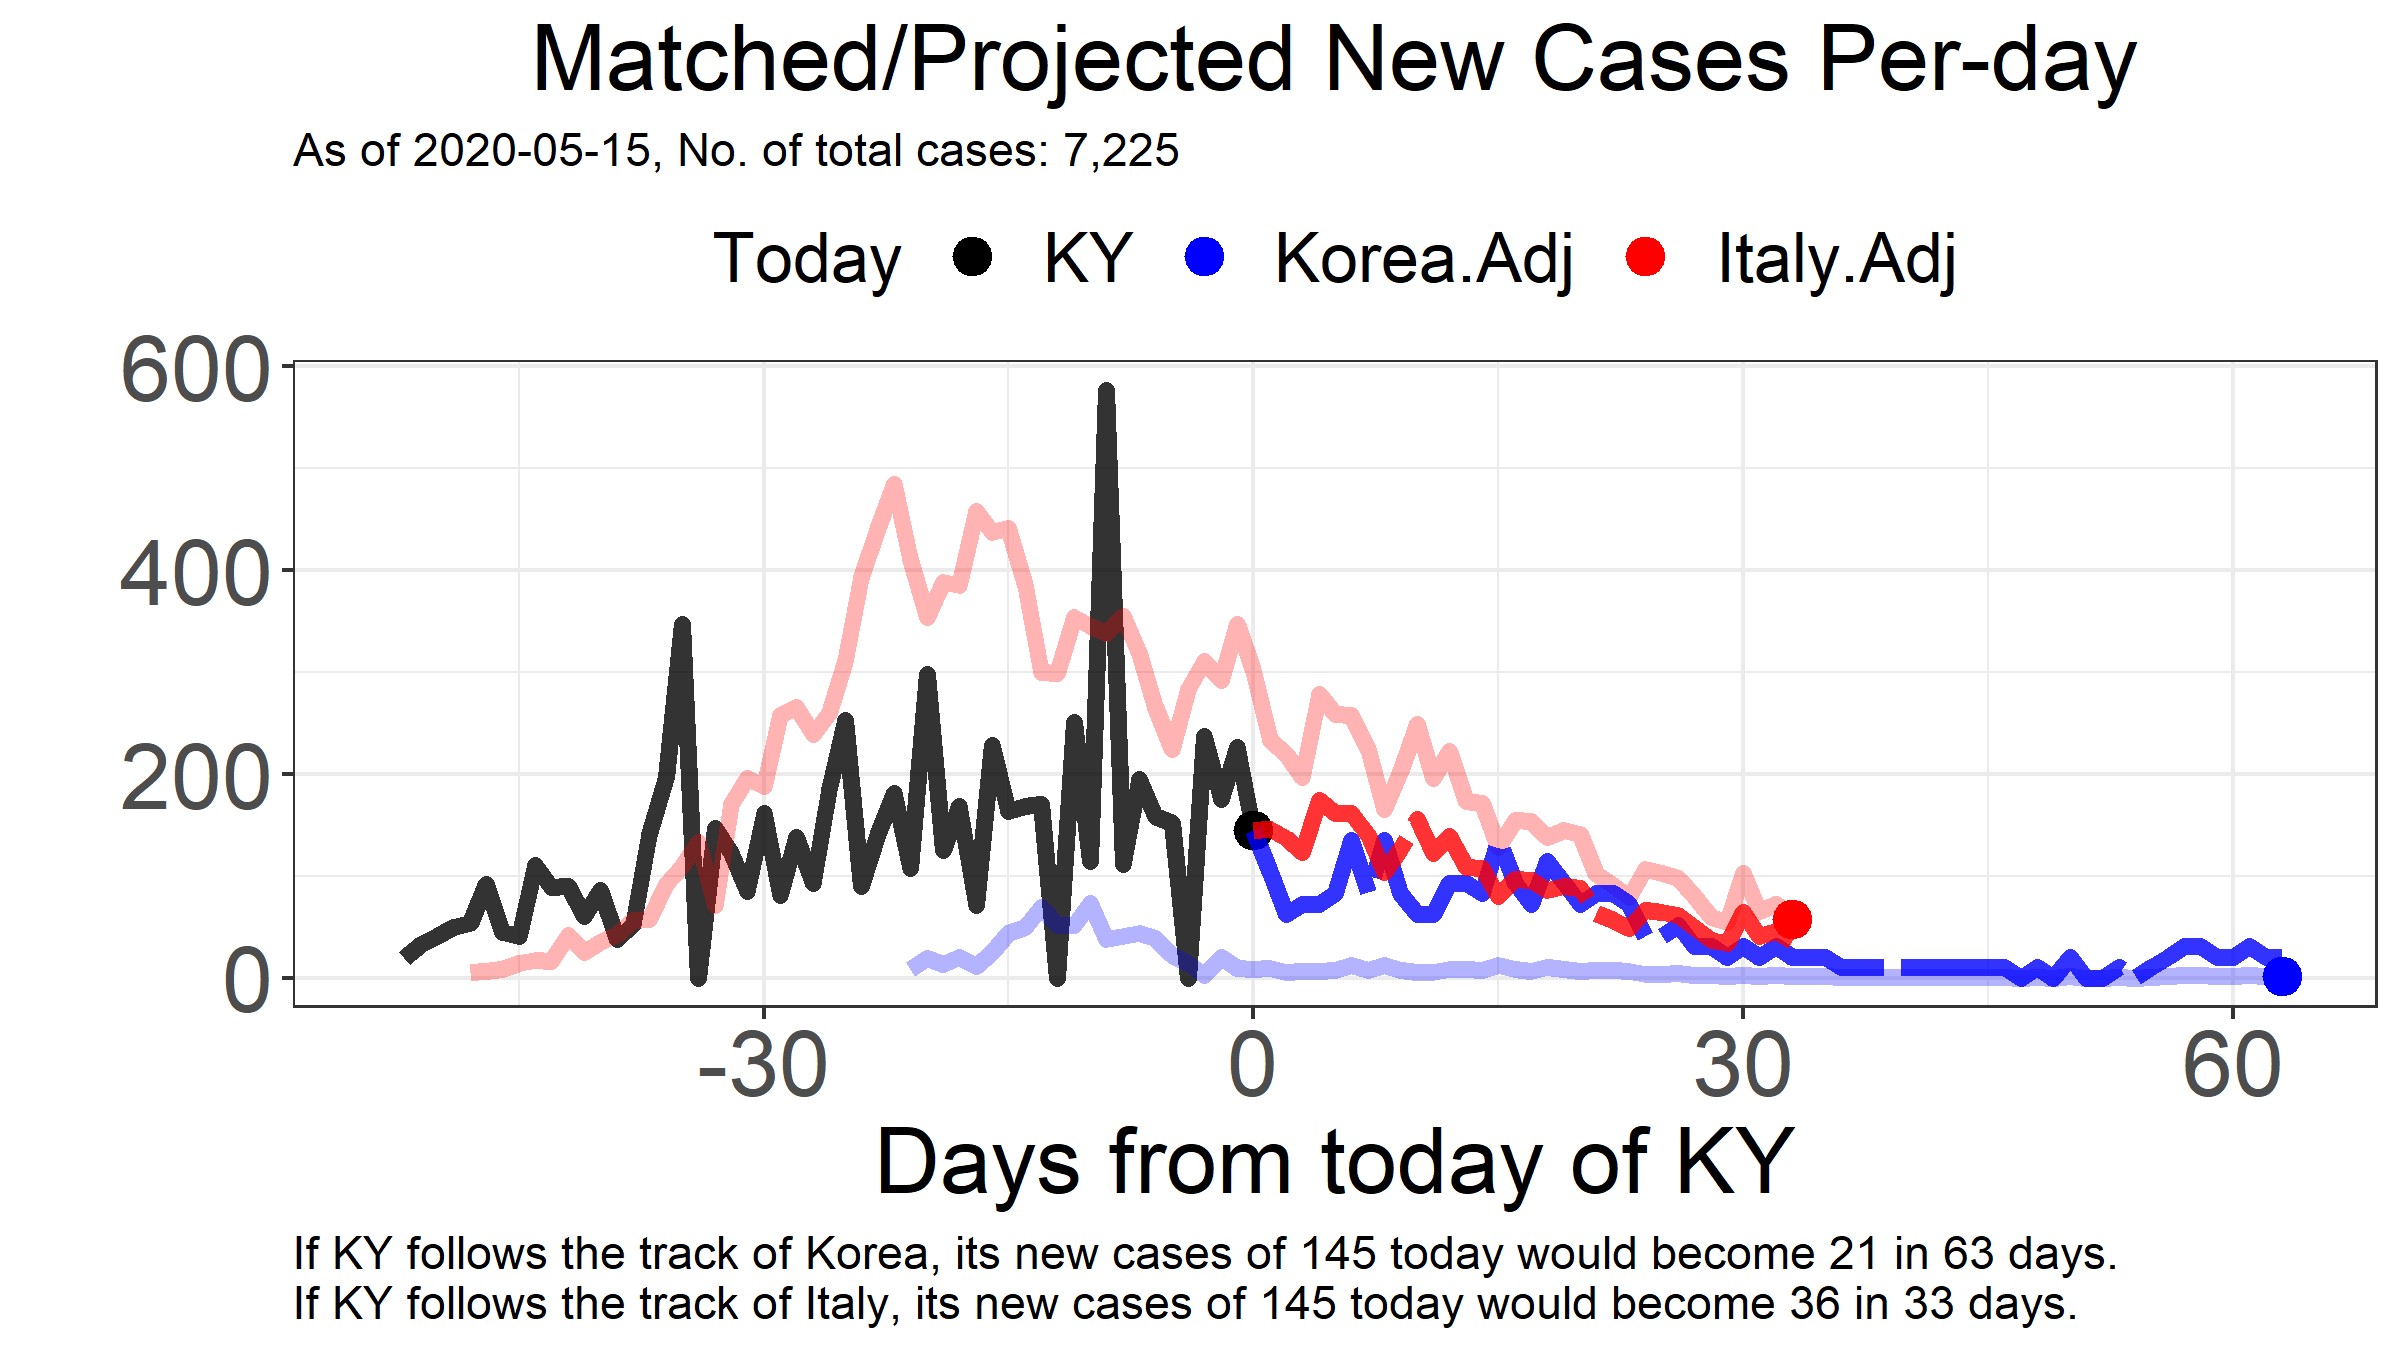 Matched/Projected New Cases Per-day
As of 2020-05-15, No. of total cases: 7,225
Today KY Korea.Adj Italy.Adj
600
400
200
0
-30 0 30 60
Days from today of KY
If KY follows the track of Korea, its new cases of 145 today would become 21 in 63 days.
If KY follows the track of Italy, its new cases of 145 today would become 36 in 33 days.